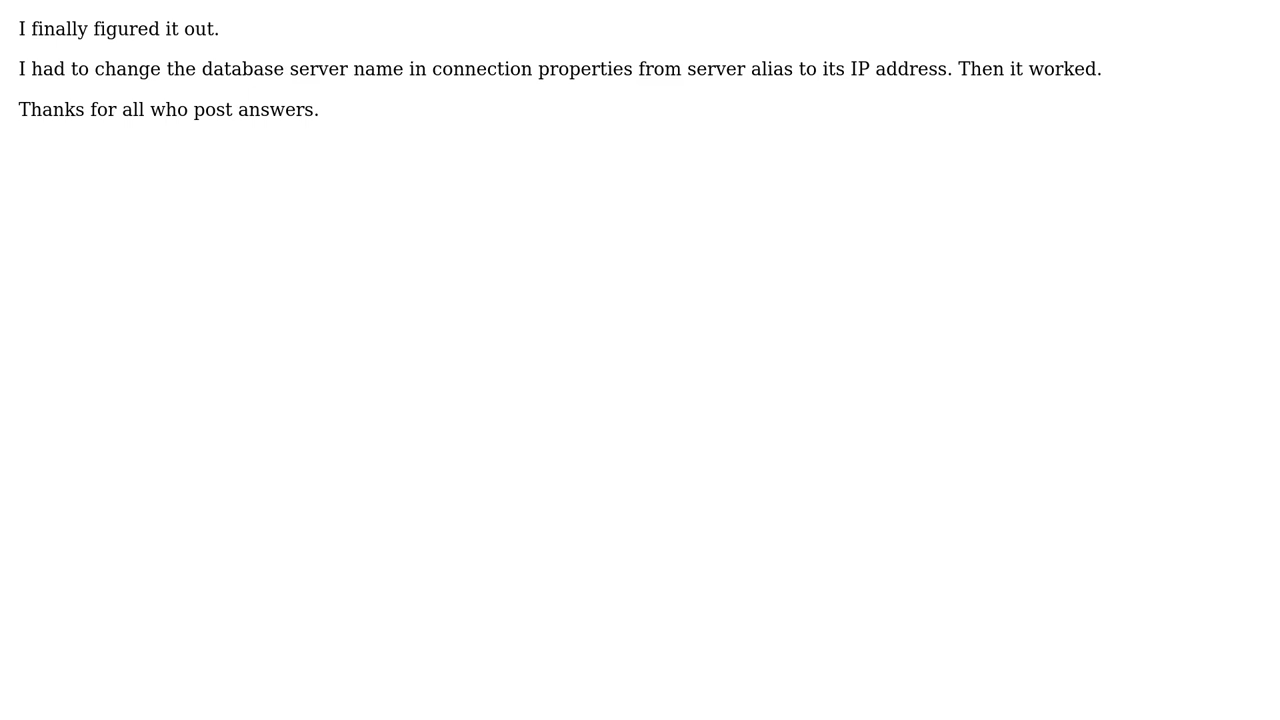 I finally figured it out.
I had to change the database server name in connection properties from server alias to its IP address. Then it worked.
Thanks for all who post answers.